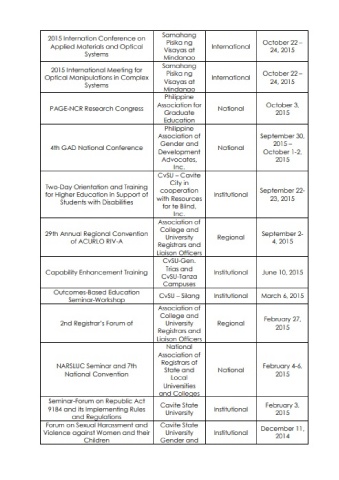 2015 Internation Conference on
Applied Materials and Optical
Systems
Samahang
Pisika ng
Visayas at
Mindanao
International
October 22 –
24, 2015
2015 International Meeting for
Optical Manipulations in Complex
Systems
Samahang
Pisika ng
Visayas at
Mindanao
International
October 22 –
24, 2015
PAGE-NCR Research Congress
Philippine
Association for
Graduate
Education
National
October 3,
2015
4th GAD National Conference
Philippine
Association of
Gender and
Development
Advocates,
Inc.
National
September 30,
2015 –
October 1-2,
2015
Two-Day Orientation and Training
for Higher Education in Support of
Students with Disabilities
CvSU – Cavite
City in
cooperation
with Resources
for te Blind,
Inc.
Institutional
September 22-
23, 2015
29th Annual Regional Convention
of ACURLO RIV-A
Association of
College and
University
Registrars and
Liaison Officers
Regional
September 2-
4, 2015
Capability Enhancement Training
CvSU-Gen.
Trias and
CvSU-Tanza
Campuses
Institutional
June 10, 2015
Outcomes-Based Education
Seminar-Workshop
CvSU – Silang
Institutional
March 6, 2015
2nd Registrar's Forum of
Association of
College and
University
Registrars and
Liaison Officers
Regional
February 27,
2015
NARSLUC Seminar and 7th
National Convention
National
Association of
Registrars of
State and
Local
Universities
and Colleges
National
February 4-6,
2015
Seminar-Forum on Republic Act
9184 and its Implementing Rules
and Regulations
Cavite State
University
Institutional
February 3,
2015
Forum on Sexual Harassment and
Violence against Women and their
Children
Cavite State
University
Gender and
Institutional
December 11,
2014